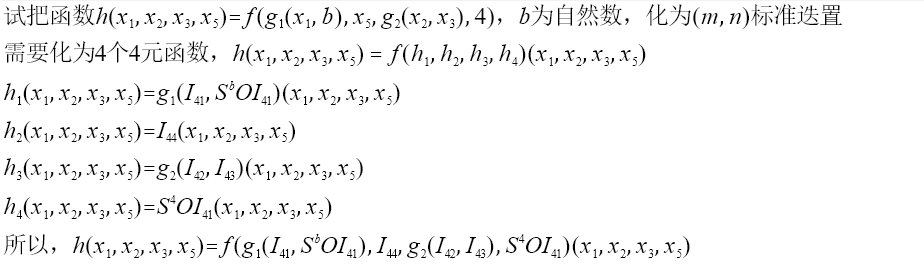 试把函数h(x₁, x₂, x₃, x₅)=f(g₁(x₁, b), x₅, g₂(x₂, x₃), 4)，b为自然数，化为(m, n)标准迭置
需要化为4个4元函数，h(x₁, x₂, x₃, x₅) = f(h₁, h₂, h₃, h₄)(x₁, x₂, x₃, x₅)
h₁(x₁, x₂, x₃, x₅)=g₁(I₄₁, SᵇOI₄₁)(x₁, x₂, x₃, x₅)
h₂(x₁, x₂, x₃, x₅)=I₄₄(x₁, x₂, x₃, x₅)
h₃(x₁, x₂, x₃, x₅)=g₂(I₄₂, I₄₃)(x₁, x₂, x₃, x₅)
h₄(x₁, x₂, x₃, x₅)=S⁴OI₄₁(x₁, x₂, x₃, x₅)
所以，h(x₁, x₂, x₃, x₅)=f(g₁(I₄₁, SᵇOI₄₁), I₄₄, g₂(I₄₂, I₄₃), S⁴OI₄₁)(x₁, x₂, x₃, x₅)